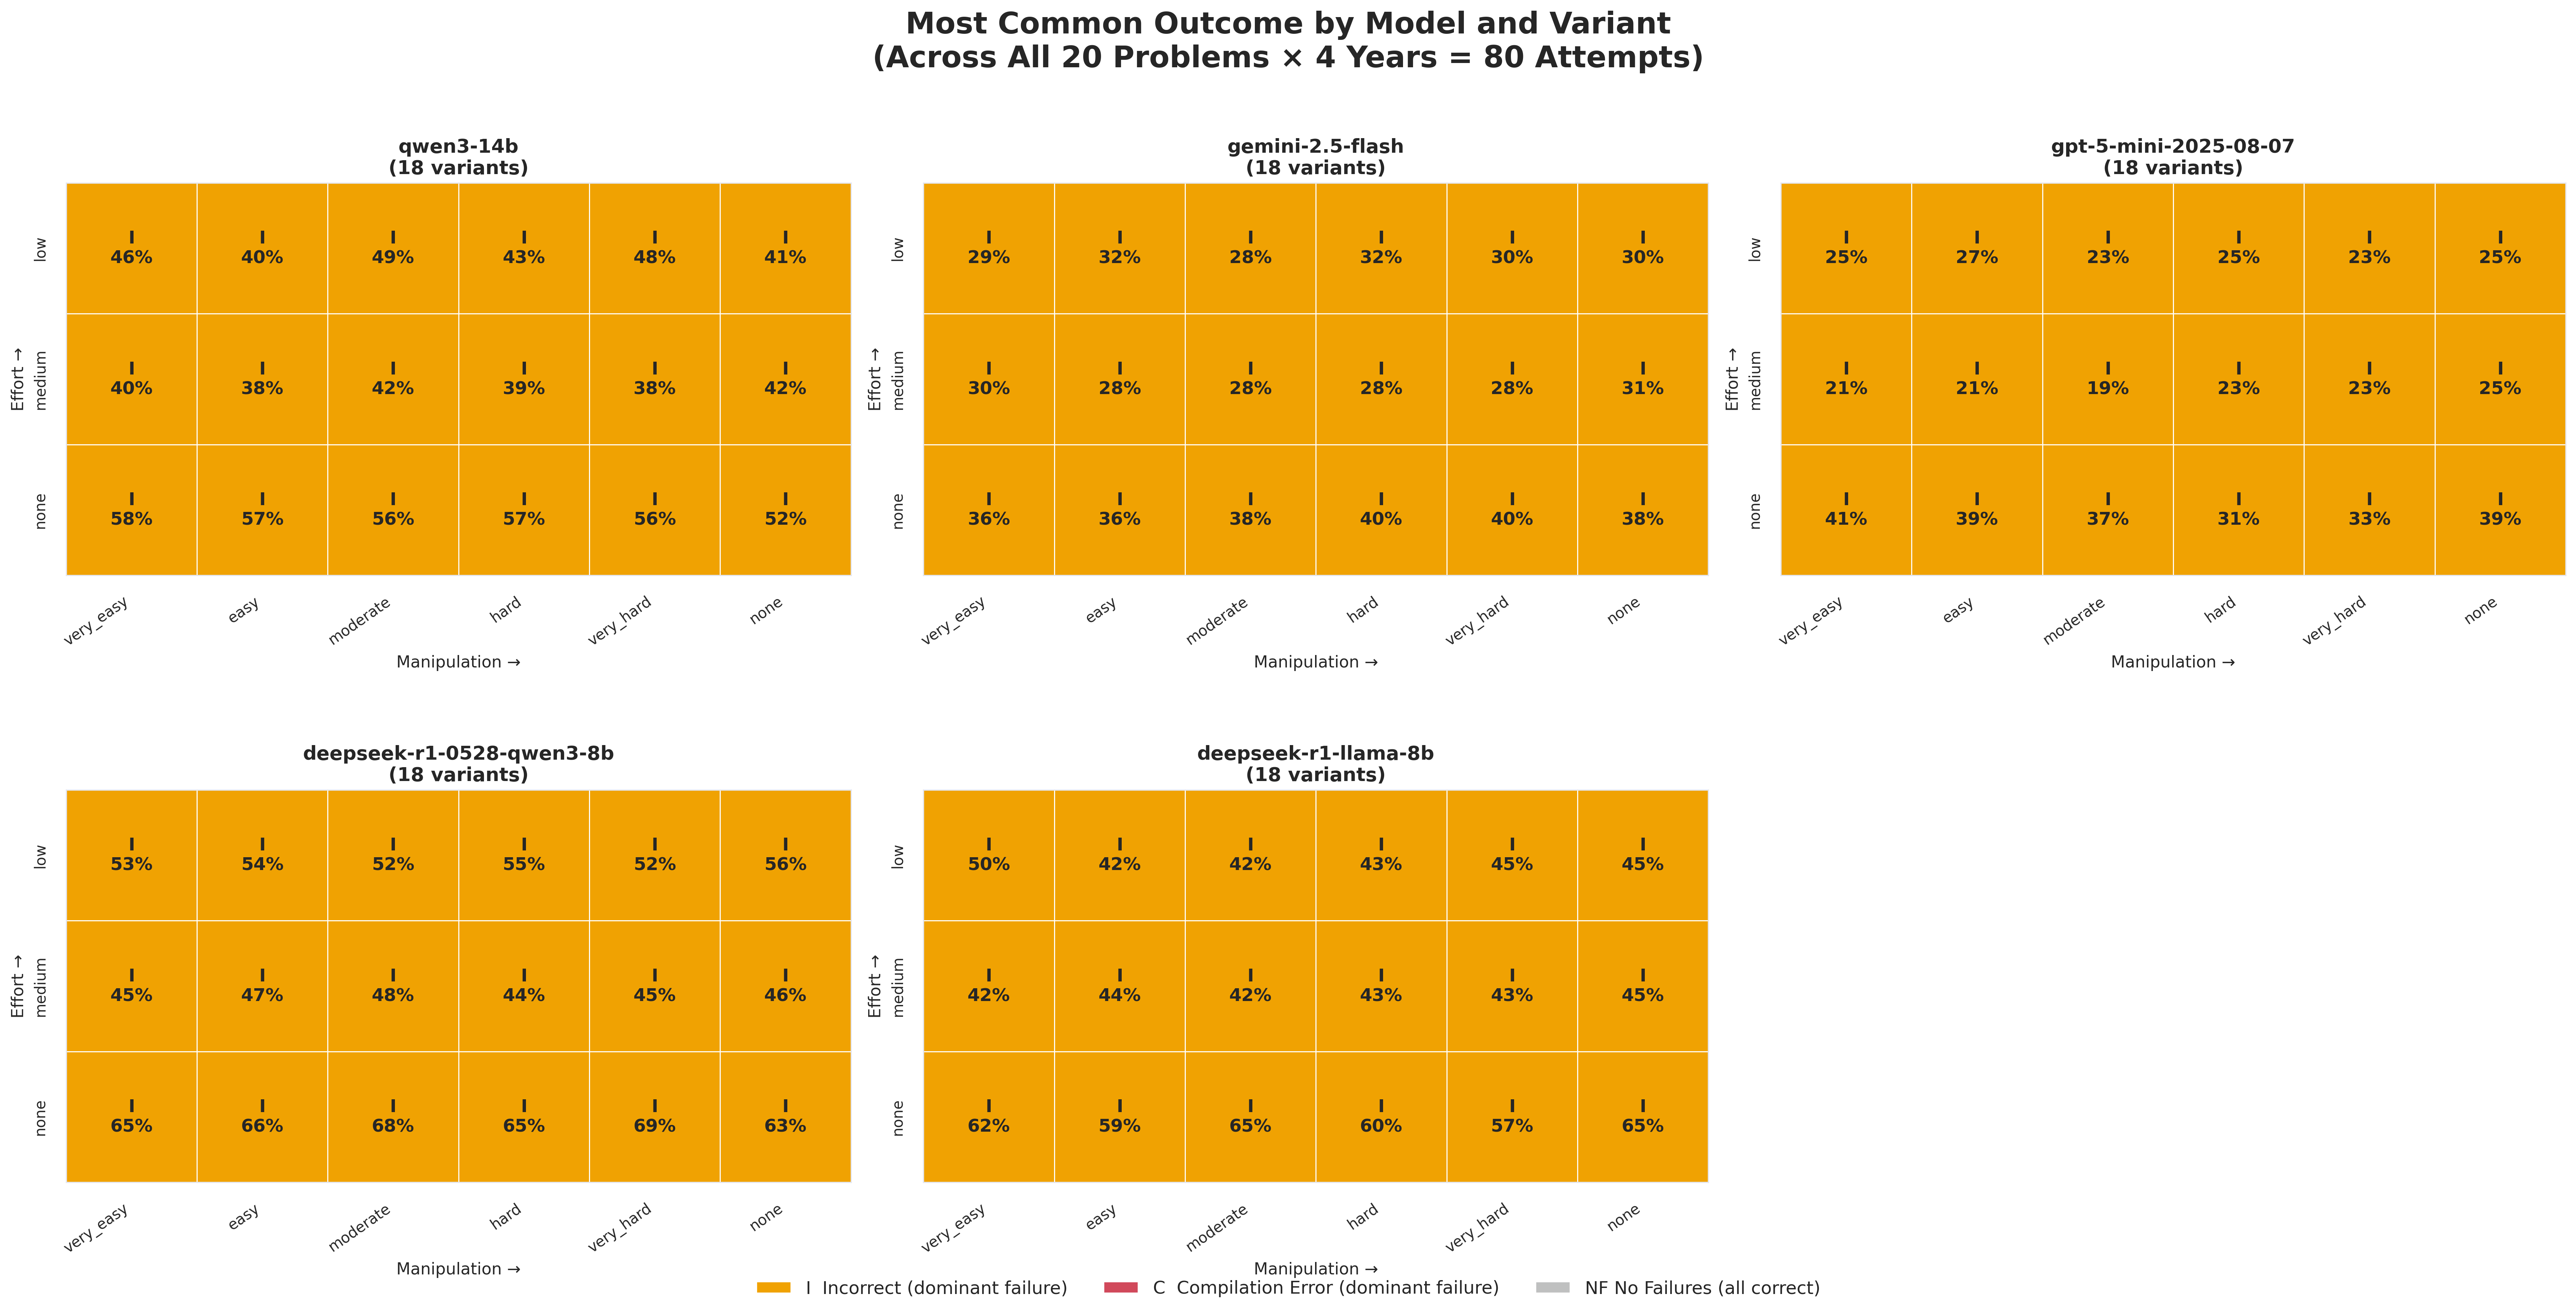 Most Common Outcome by Model and Variant
(Across All 20 Problems × 4 Years = 80 Attempts)
qwen3-14b
(18 variants)
Effort →
low
I I I I I I
46% 40% 49% 43% 48% 41%
medium
I I I I I I
40% 38% 42% 39% 38% 42%
none
I I I I I I
58% 57% 56% 57% 56% 52%
very_easy easy moderate hard very_hard none
Manipulation →
gemini-2.5-flash
(18 variants)
Effort →
low
I I I I I I
29% 32% 28% 32% 30% 30%
medium
I I I I I I
30% 28% 28% 28% 28% 31%
none
I I I I I I
36% 36% 38% 40% 40% 38%
very_easy easy moderate hard very_hard none
Manipulation →
gpt-5-mini-2025-08-07
(18 variants)
Effort →
low
I I I I I I
25% 27% 23% 25% 23% 25%
medium
I I I I I I
21% 21% 19% 23% 23% 25%
none
I I I I I I
41% 39% 37% 31% 33% 39%
very_easy easy moderate hard very_hard none
Manipulation →
deepseek-r1-0528-qwen3-8b
(18 variants)
Effort →
low
I I I I I I
53% 54% 52% 55% 52% 56%
medium
I I I I I I
45% 47% 48% 44% 45% 46%
none
I I I I I I
65% 66% 68% 65% 69% 63%
very_easy easy moderate hard very_hard none
Manipulation →
deepseek-r1-llama-8b
(18 variants)
Effort →
low
I I I I I I
50% 42% 42% 43% 45% 45%
medium
I I I I I I
42% 44% 42% 43% 43% 45%
none
I I I I I I
62% 59% 65% 60% 57% 65%
very_easy easy moderate hard very_hard none
Manipulation →
I Incorrect (dominant failure) C Compilation Error (dominant failure) NF No Failures (all correct)